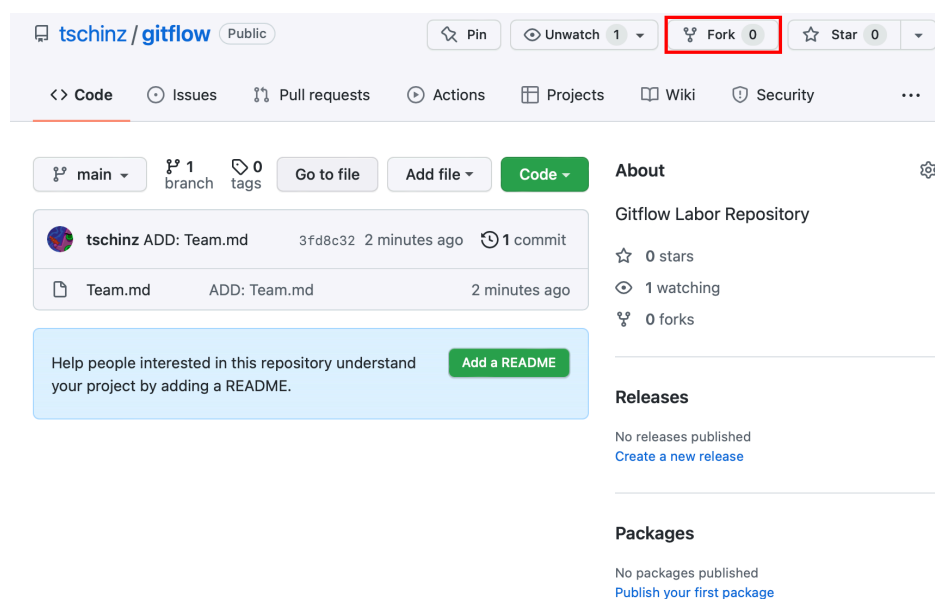 tschinz / gitflow Public Pin Unwatch 1 Fork 0 Star 0
Code Issues Pull requests Actions Projects Wiki Security ...
main 1 branch 0 tags Go to file Add file Code
tschinz ADD: Team.md 3fd8c32 2 minutes ago 1 commit
Team.md ADD: Team.md 2 minutes ago
Help people interested in this repository understand
your project by adding a README.
Add a README
About
Gitflow Labor Repository
0 stars
1 watching
0 forks
Releases
No releases published
Create a new release
Packages
No packages published
Publish your first package